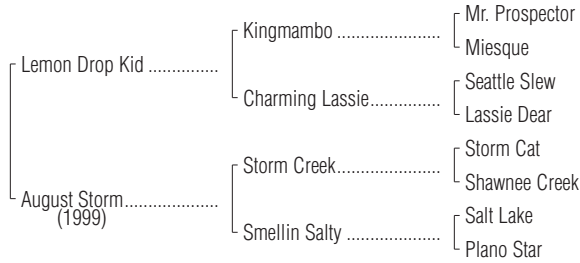 Mr. Prospector
Kingmambo ....................
Miesque
Lemon Drop Kid ..............
Seattle Slew
Charming Lassie..............
Lassie Dear
Storm Cat
Storm Creek....................
Shawnee Creek
August Storm..................
(1999)
Salt Lake
Smellin Salty ..................
Plano Star